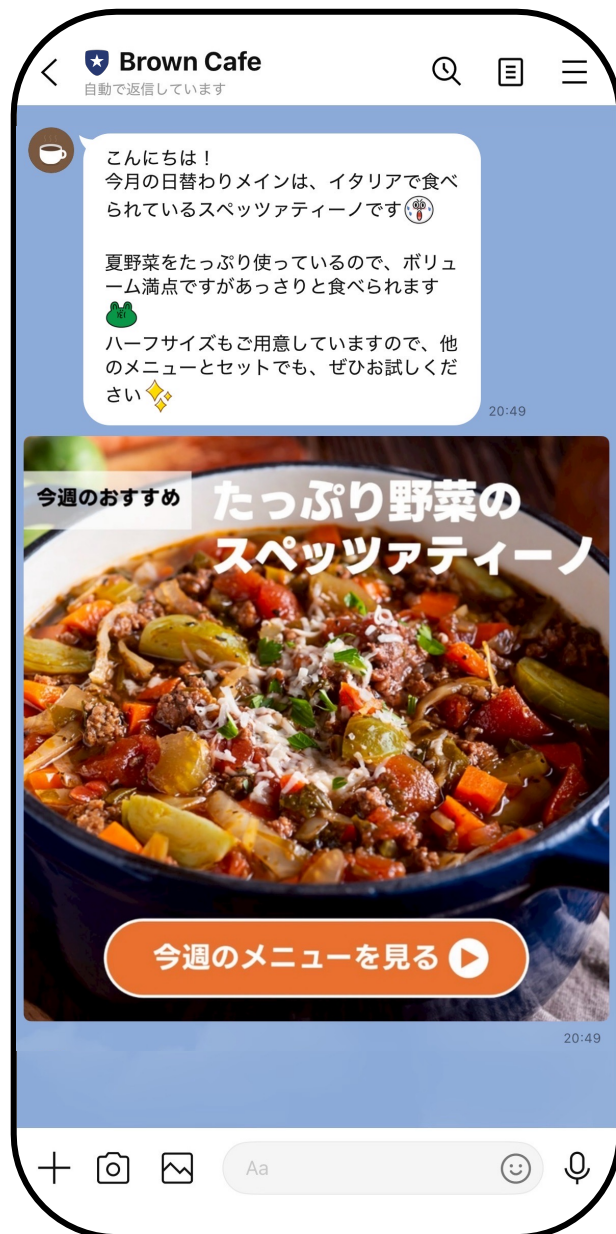 Brown Cafe
自動で返信しています
こんにちは！
今月の日替わりメインは、イタリアで食べ
られているスペッツァティーノです
夏野菜をたっぷり使っているので、ボリュ
ーム満点ですがあっさりと食べられます
ハーフサイズもご用意していますので、他
のメニューとセットでも、ぜひお試しくだ
さい
20:49
今週のおすすめ
たっぷり野菜の
スペッツァティーノ
今週のメニューを見る
20:49
Aa